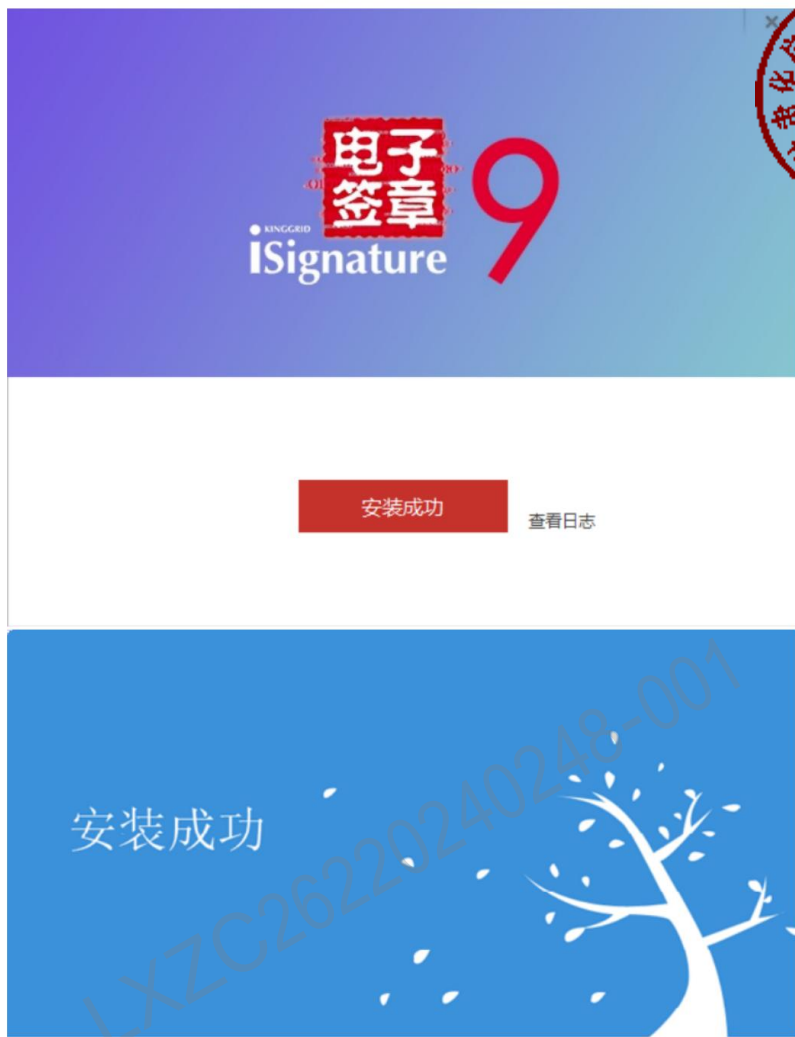 电子
签章
9
KINGGRID
iSignature
安装成功
查看日志
安装成功
LXZC26220240248-001